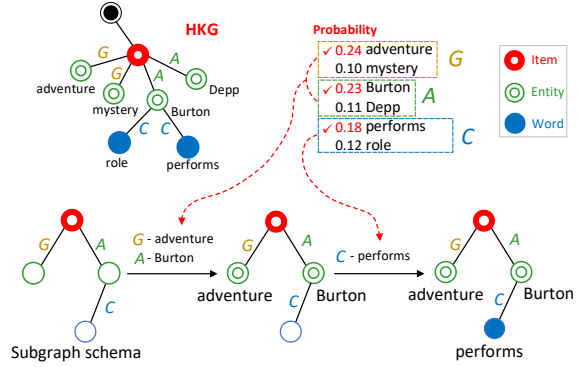 HKG
G
G
A
A
adventure
mystery
Burton
Depp
C
C
role
performs
Probability
✓ 0.24 adventure
0.10 mystery
G
✓ 0.23 Burton
0.11 Depp
A
✓ 0.18 performs
0.12 role
C
Item
Entity
Word
G
A
C
Subgraph schema
G - adventure
A - Burton
G
A
adventure
Burton
C
C - performs
G
A
adventure
Burton
C
performs